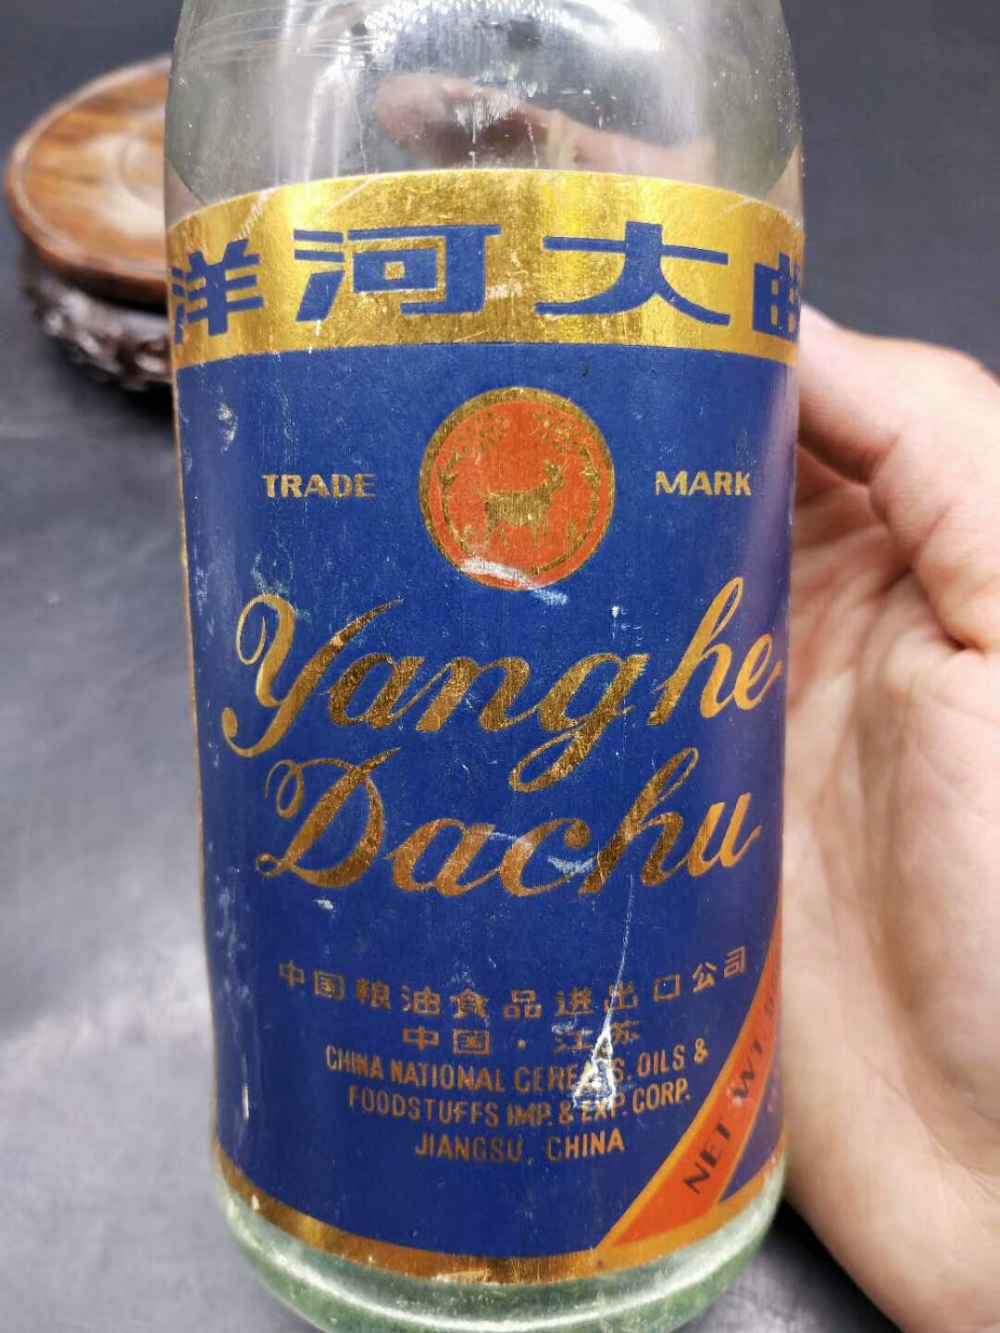 洋河大曲
TRADE MARK
Yanghe
Dachu
中国粮油食品进出口公司
中国·江苏
CHINA NATIONAL CEREALS, OILS &
FOODSTUFFS IMP. & EXP. CORP.
JIANGSU, CHINA
NET WT.